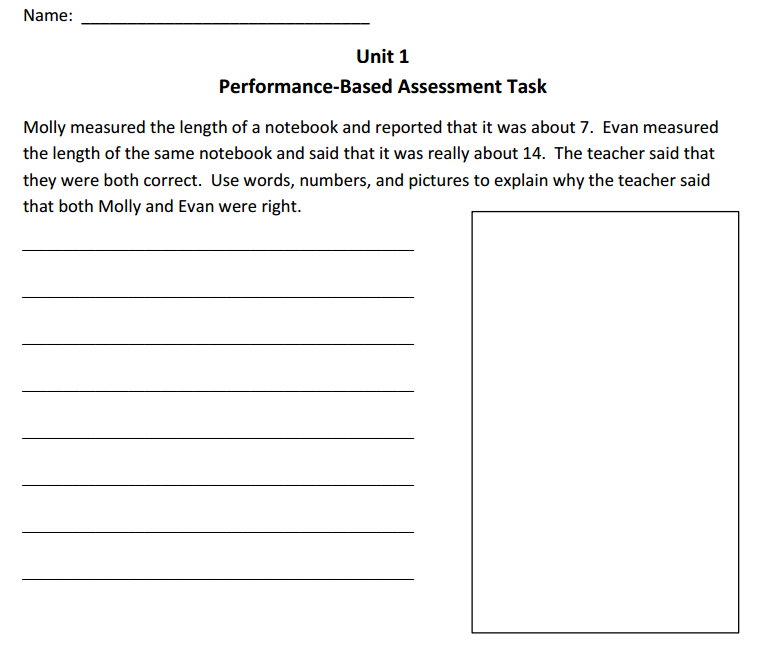 Name: ________________________________
Unit 1
Performance-Based Assessment Task
Molly measured the length of a notebook and reported that it was about 7.  Evan measured
the length of the same notebook and said that it was really about 14.  The teacher said that
they were both correct.  Use words, numbers, and pictures to explain why the teacher said
that both Molly and Evan were right.